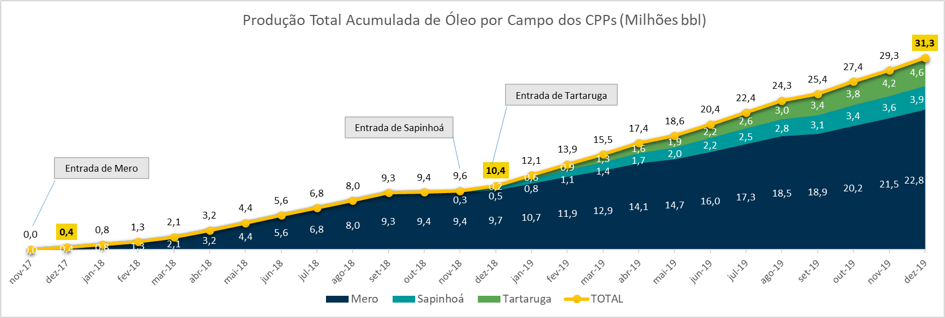 Produção Total Acumulada de Óleo por Campo dos CPPs (Milhões bbl)
Entrada de Mero
Entrada de Sapinhoá
Entrada de Tartaruga
0,0 0,4 0,8 1,3 2,1 3,2 4,4 5,6 6,8 8,0 9,3 9,4 9,6 10,4 12,1 13,9 15,5 17,4 18,6 20,4 22,4 24,3 25,4 27,4 29,3 31,3
0,2 0,6 0,9 1,3 1,6 1,9 2,2 2,6 3,0 3,4 3,8 4,2 4,6
0,3 0,5 0,8 1,1 1,4 1,7 2,0 2,2 2,5 2,8 3,1 3,4 3,6 3,9
1,3 2,1 3,2 4,4 5,6 6,8 8,0 9,3 9,4 9,4 9,7 10,7 11,9 12,9 14,1 14,7 16,0 17,3 18,5 18,9 20,2 21,5 22,8
nov-17 dez-17 jan-18 fev-18 mar-18 abr-18 mai-18 jun-18 jul-18 ago-18 set-18 out-18 nov-18 dez-18 jan-19 fev-19 mar-19 abr-19 mai-19 jun-19 jul-19 ago-19 set-19 out-19 nov-19 dez-19
Mero Sapinhoá Tartaruga TOTAL